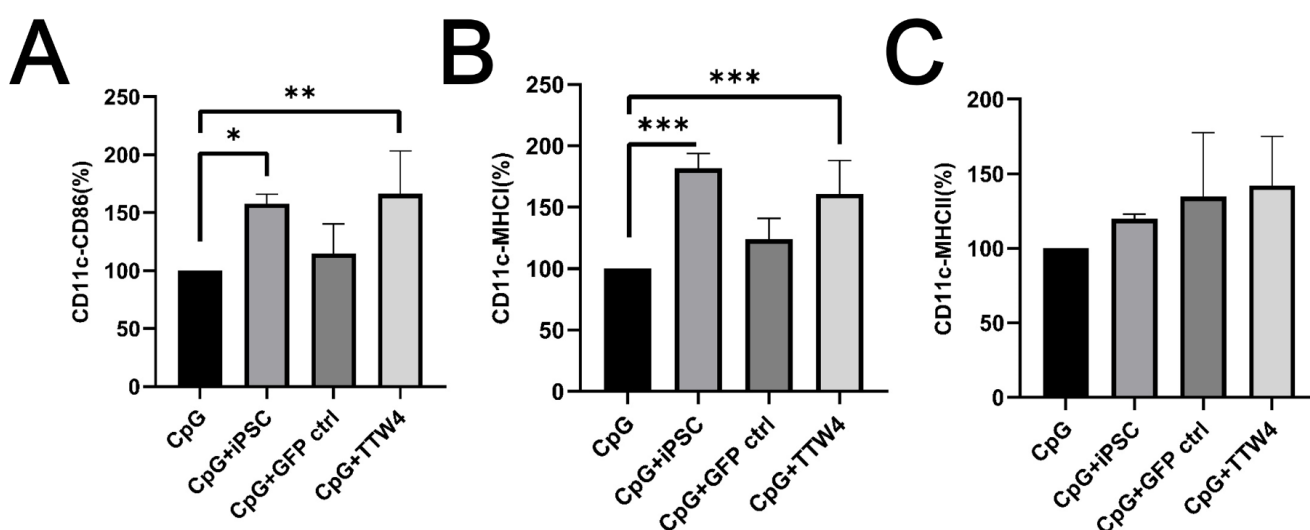 A
CD11c-CD86(%)
250
200
150
100
50
0
**
*
CpG
CpG+iPSC
CpG+GFP ctrl
CpG+TTW4
B
CD11c-MHCI(%)
250
200
150
100
50
0
***
***
CpG
CpG+iPSC
CpG+GFP ctrl
CpG+TTW4
C
CD11c-MHCII(%)
200
150
100
50
0
CpG
CpG+iPSC
CpG+GFP ctrl
CpG+TTW4